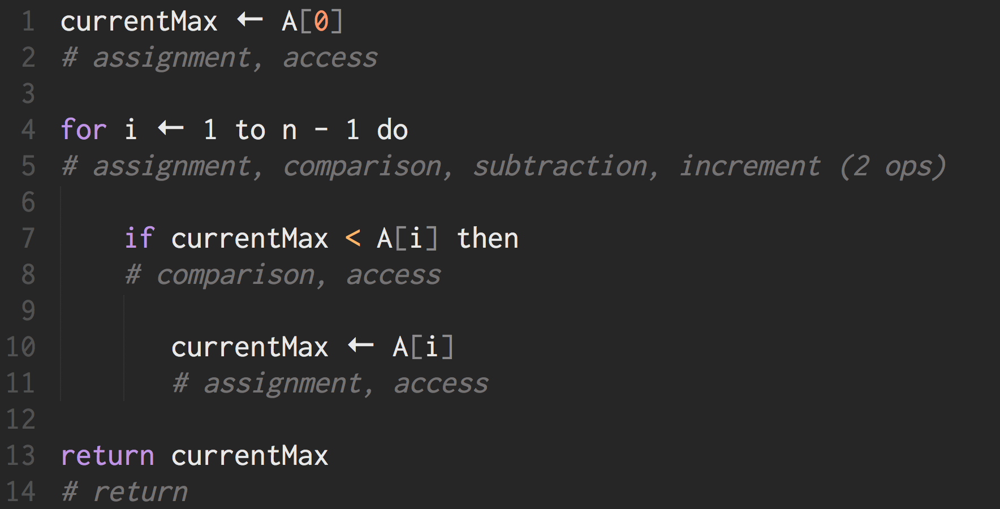 1 currentMax ← A[0]
2 # assignment, access
3
4 for i ← 1 to n - 1 do
5 # assignment, comparison, subtraction, increment (2 ops)
6
7 if currentMax < A[i] then
8 # comparison, access
9
10 currentMax ← A[i]
11 # assignment, access
12
13 return currentMax
14 # return